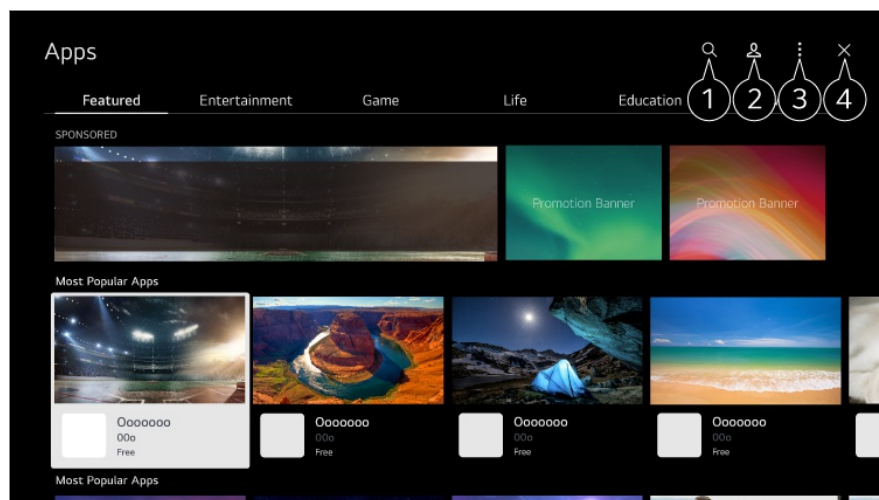 Apps
Featured Entertainment Game Life Education
1 2 3 4
SPONSORED
Promotion Banner Promotion Banner
Most Popular Apps
Ooooooo Ooooooo Ooooooo Ooooooo
00o 00o 00o 00o
Free Free Free Free
Most Popular Apps